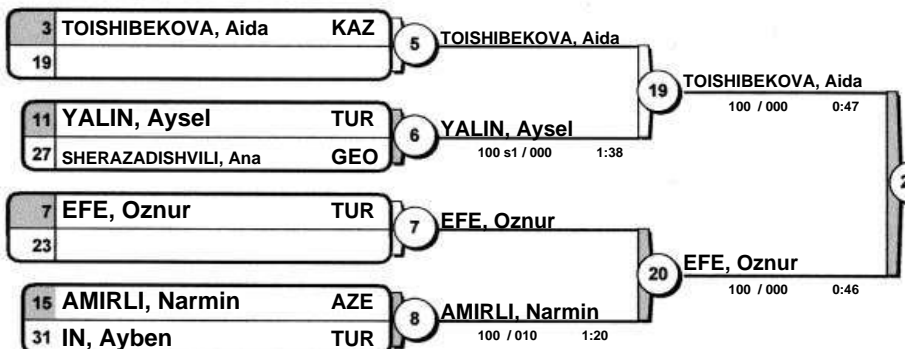 3 TOISHIBEKOVA, Aida KAZ
19
5
TOISHIBEKOVA, Aida
11 YALIN, Aysel TUR
27 SHERAZADISHVILI, Ana GEO
6
YALIN, Aysel
100 s1 / 000 1:38
19
TOISHIBEKOVA, Aida
100 / 000 0:47
7 EFE, Oznur TUR
23
7
EFE, Oznur
15 AMIRLI, Narmin AZE
31 IN, Ayben TUR
8
AMIRLI, Narmin
100 / 010 1:20
20
EFE, Oznur
100 / 000 0:46